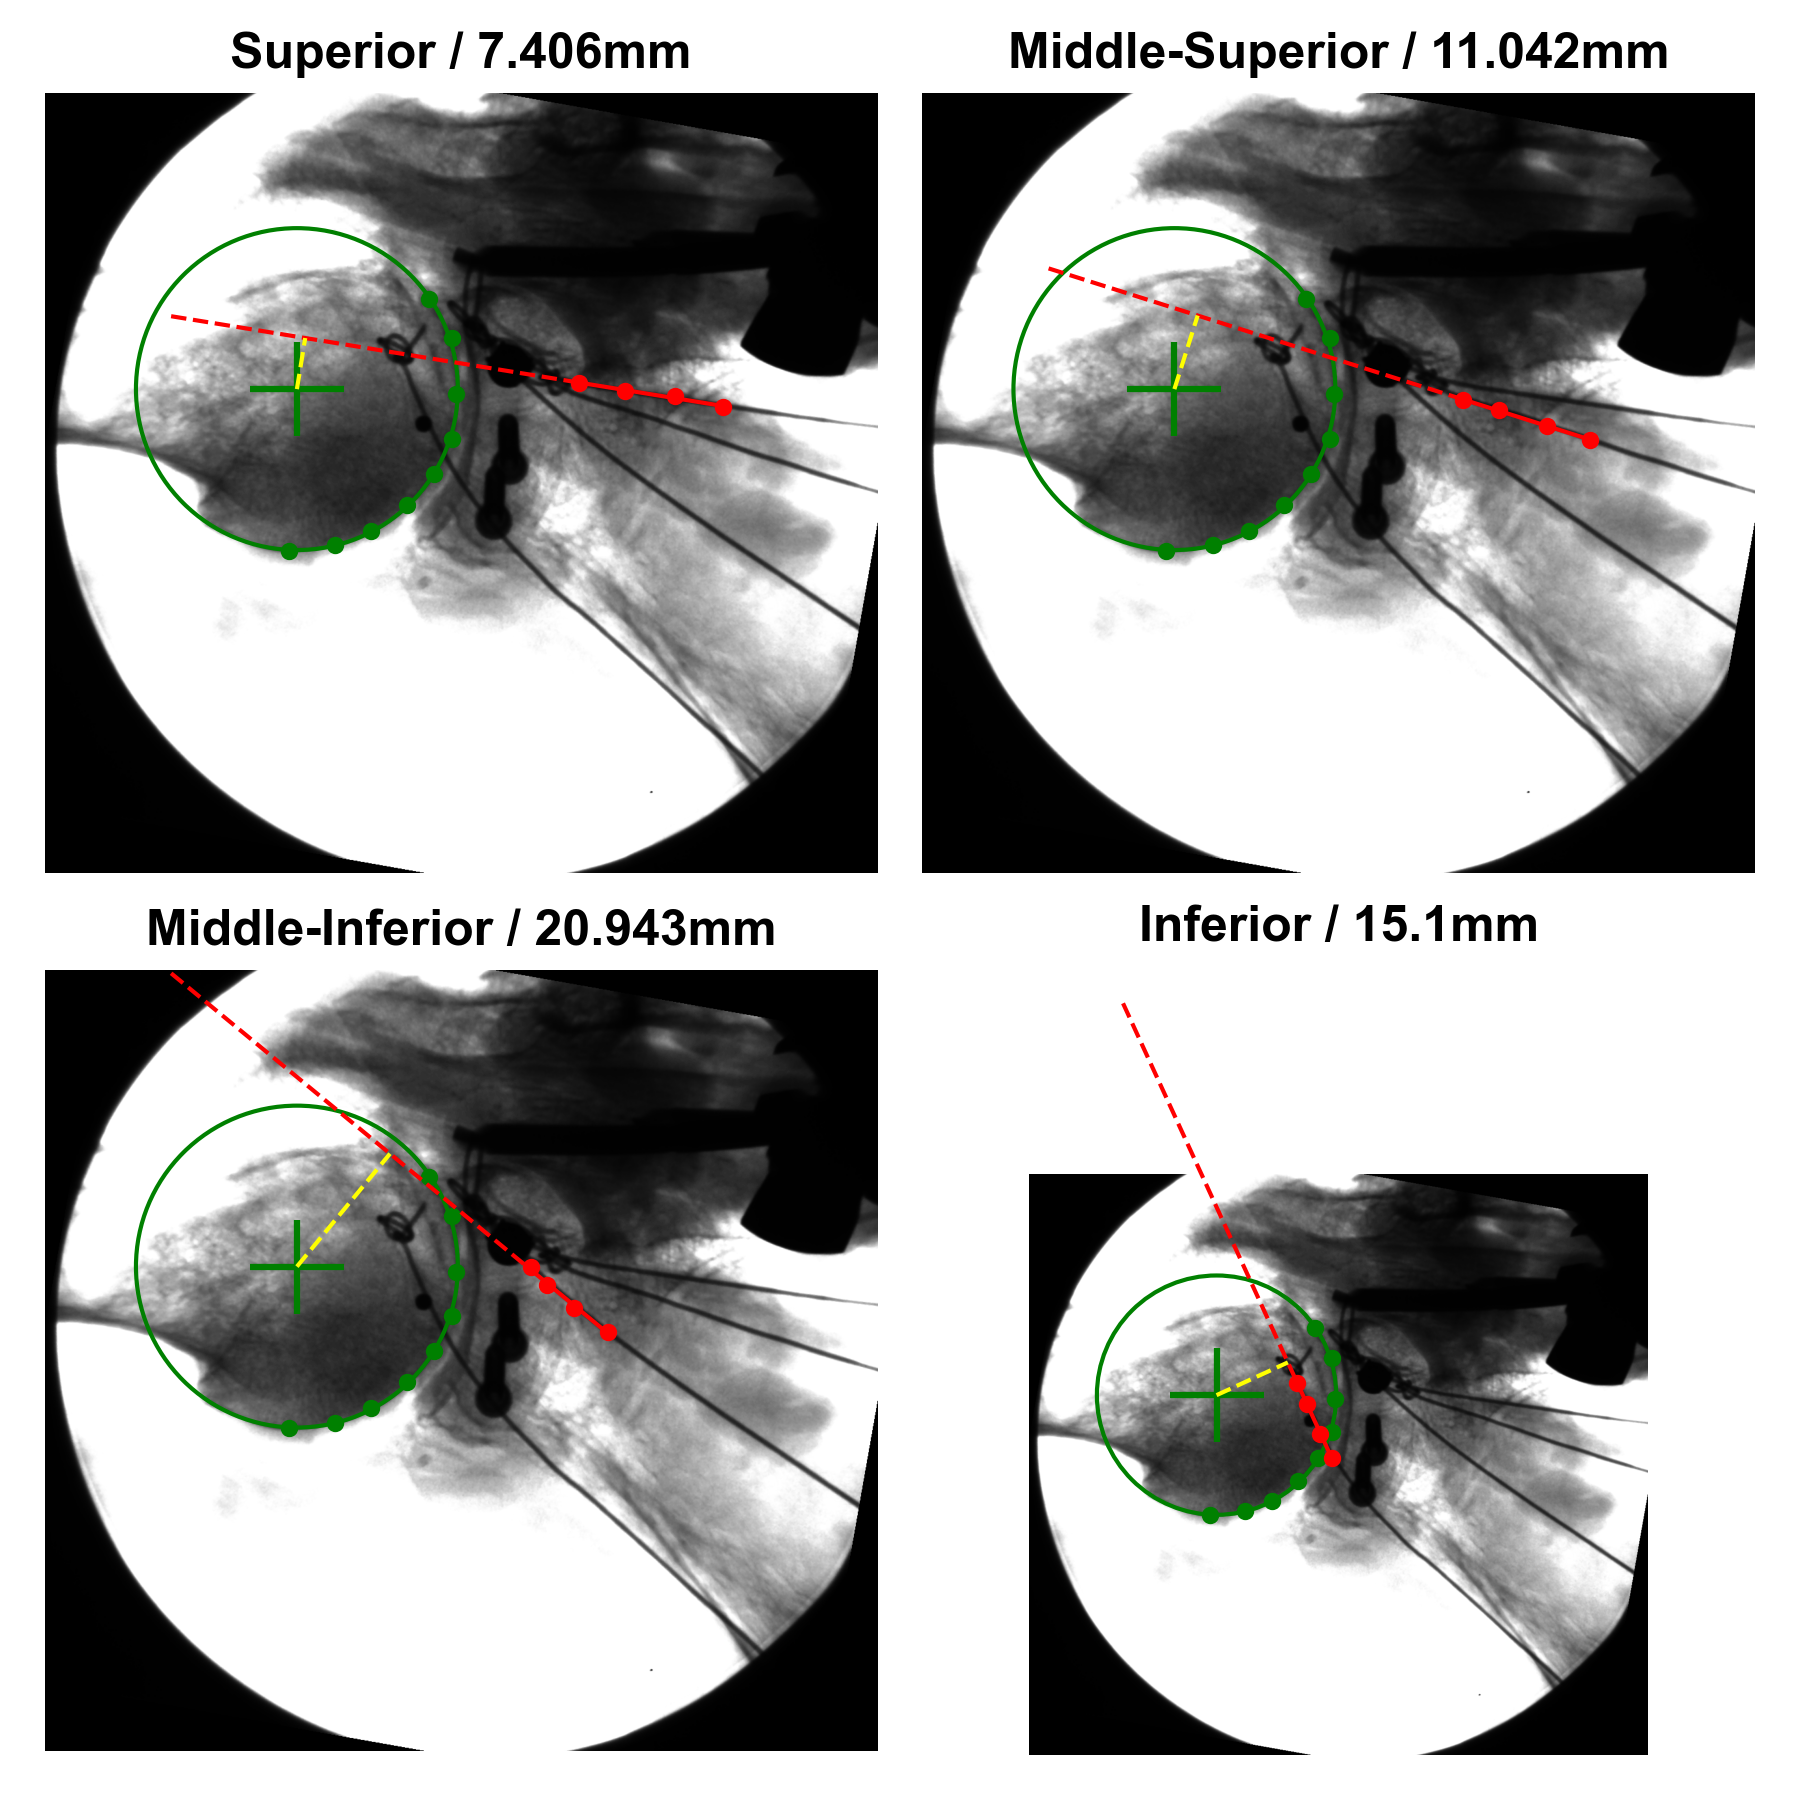 Superior / 7.406mm
Middle-Superior / 11.042mm
Middle-Inferior / 20.943mm
Inferior / 15.1mm